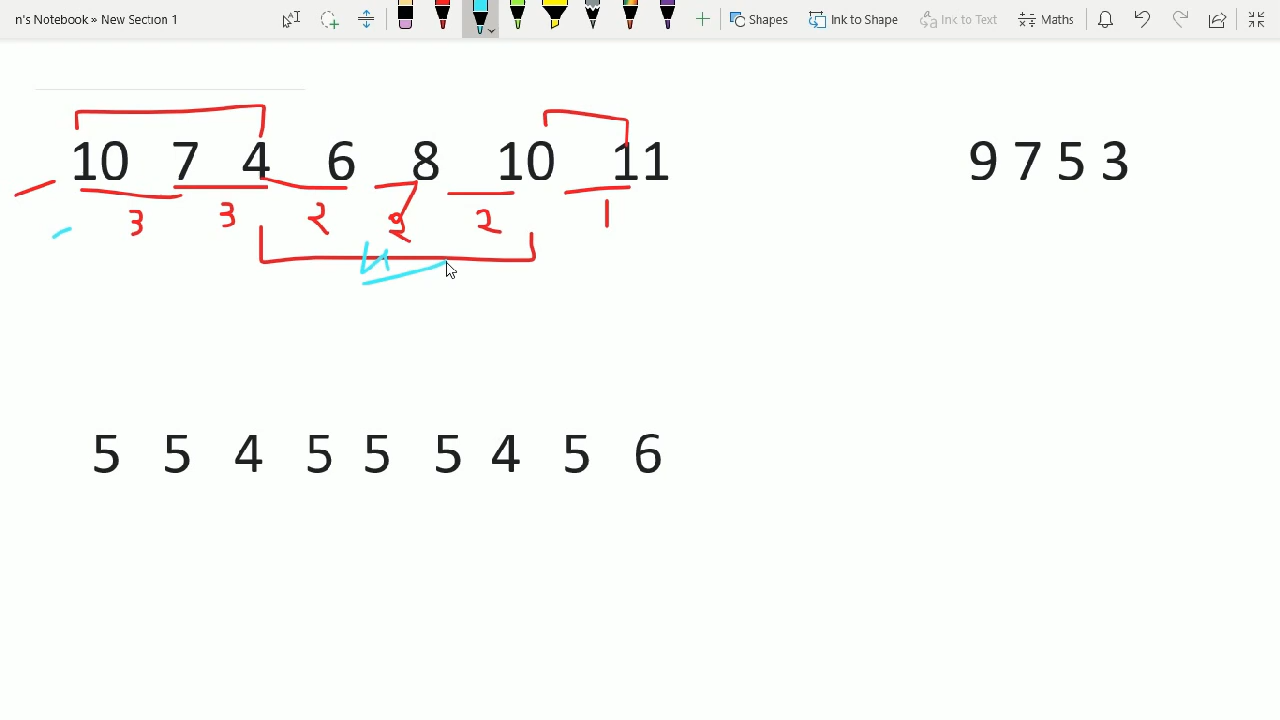 n's Notebook » New Section 1
Shapes Ink to Shape Ink to Text Maths
10 7 4 6 8 10 11
9 7 5 3
3 3 2 2 2 1
4
5 5 4 5 5 5 4 5 6